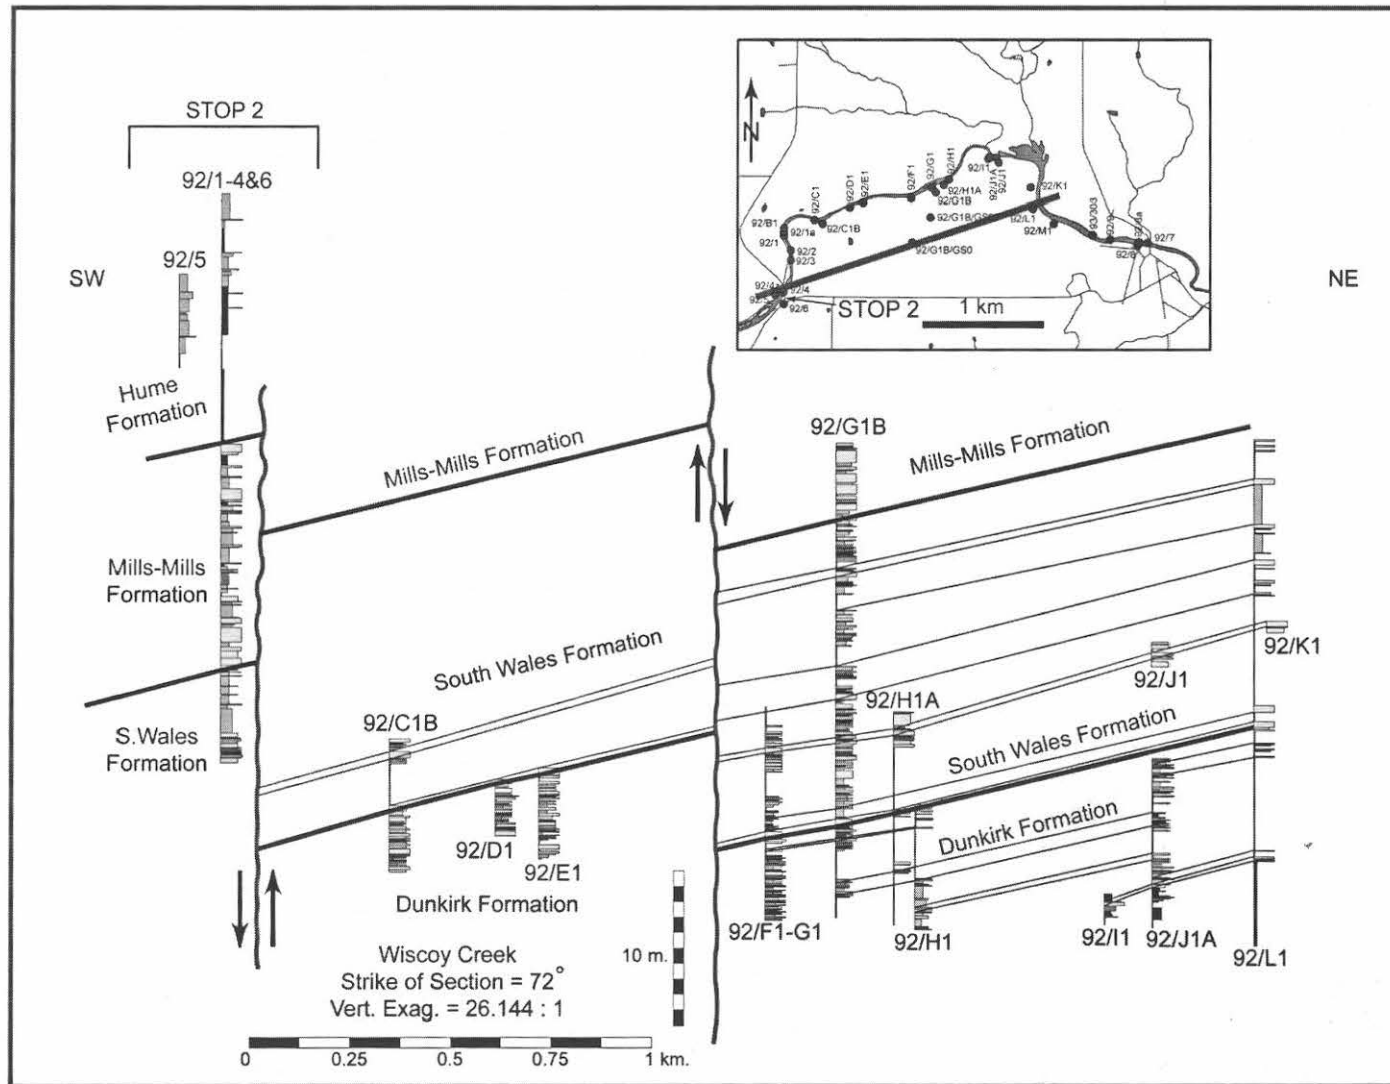 STOP 2
92/1-4&6
92/5
SW
NE
N
92/B1
92/1
92/1a
92/C1
92/C1B
92/D1
92/E1
92/F1
92/G1
92/H1
92/H1A
92/G1B
92/I1
92/J1A
92/J1
92/K1
92/L1
92/M1
93/303
92/7
92/2
92/3
92/4
92/6
92/G1B/GS0
STOP 2
1 km
Hume
Formation
Mills-Mills Formation
92/G1B
Mills-Mills Formation
Mills-Mills
Formation
South Wales Formation
92/K1
92/J1
92/H1A
S.Wales
Formation
92/C1B
South Wales Formation
92/D1
92/E1
Dunkirk Formation
Dunkirk Formation
92/F1-G1
92/H1
92/I1
92/J1A
92/L1
Wiscoy Creek
Strike of Section = 72°
Vert. Exag. = 26.144 : 1
10 m.
0 0.25 0.5 0.75 1 km.